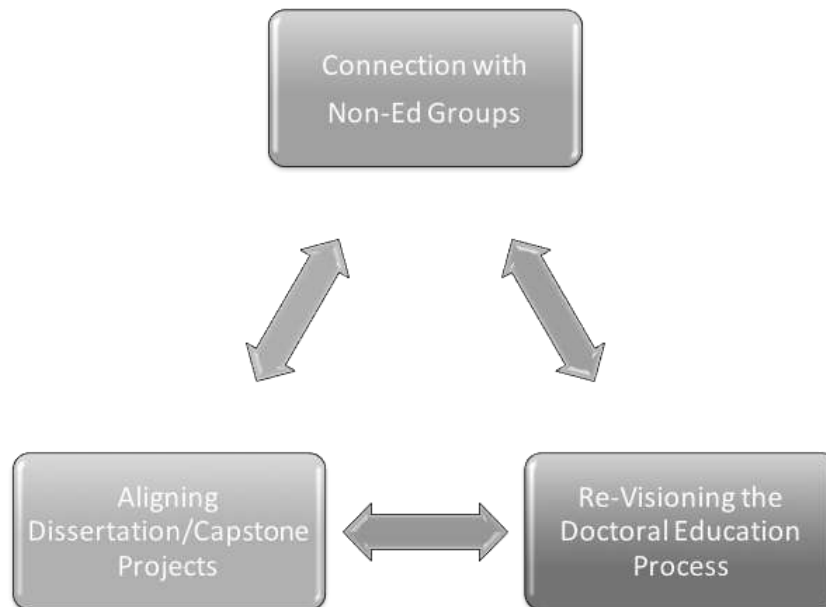 Connection with
Non-Ed Groups
Aligning
Dissertation/Capstone
Projects
Re-Visioning the
Doctoral Education
Process